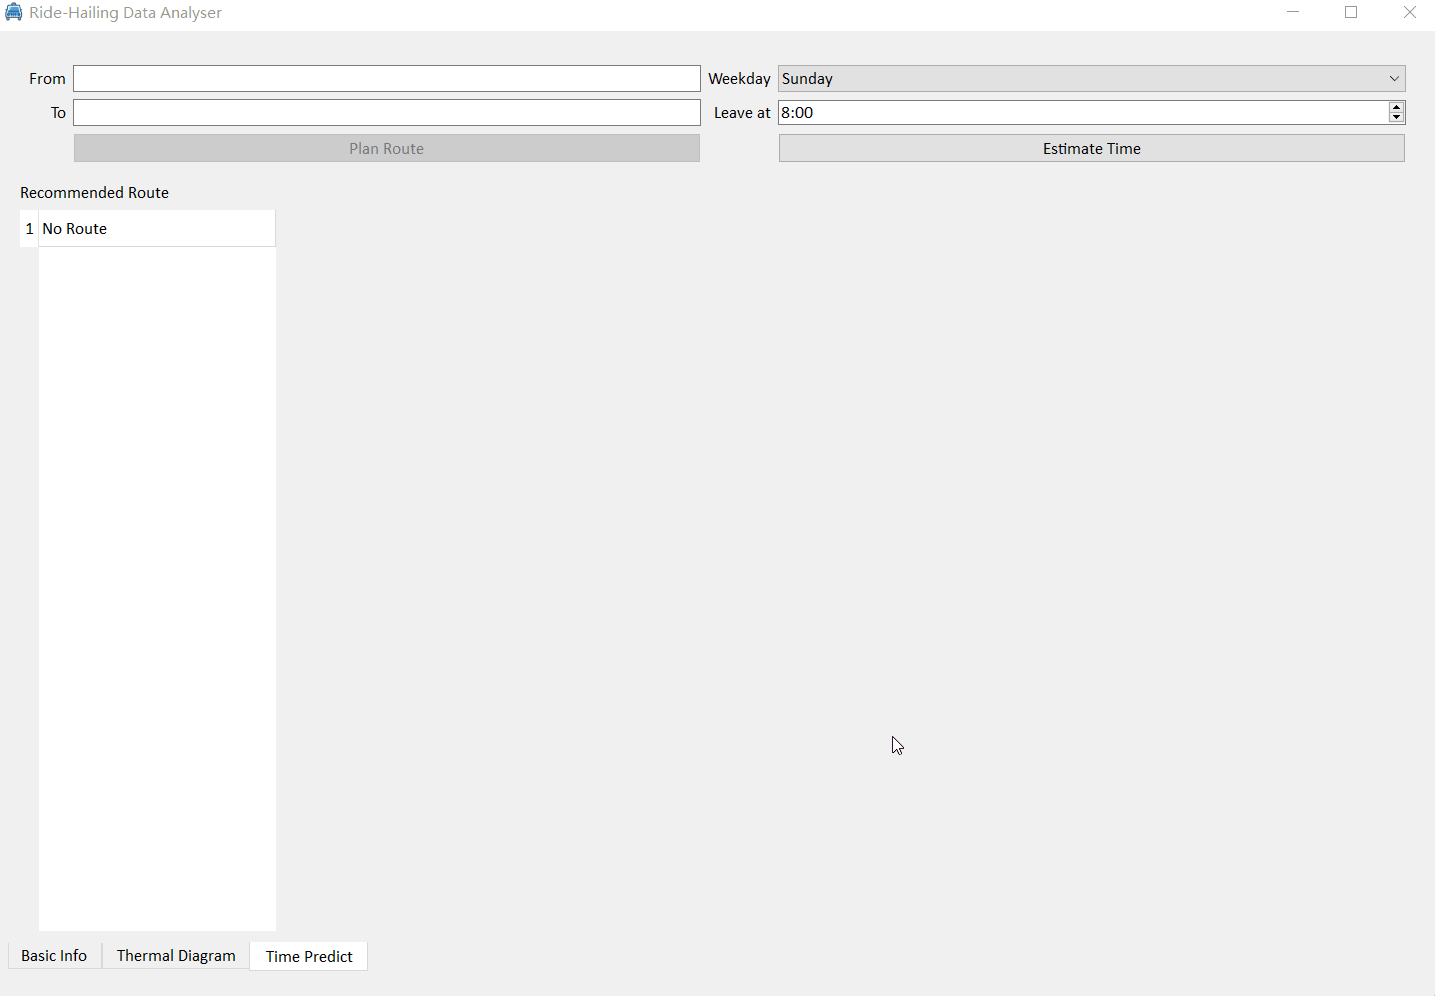 Ride-Hailing Data Analyser
From
Weekday Sunday
To
Leave at 8:00
Plan Route
Estimate Time
Recommended Route
1 No Route
Basic Info
Thermal Diagram
Time Predict